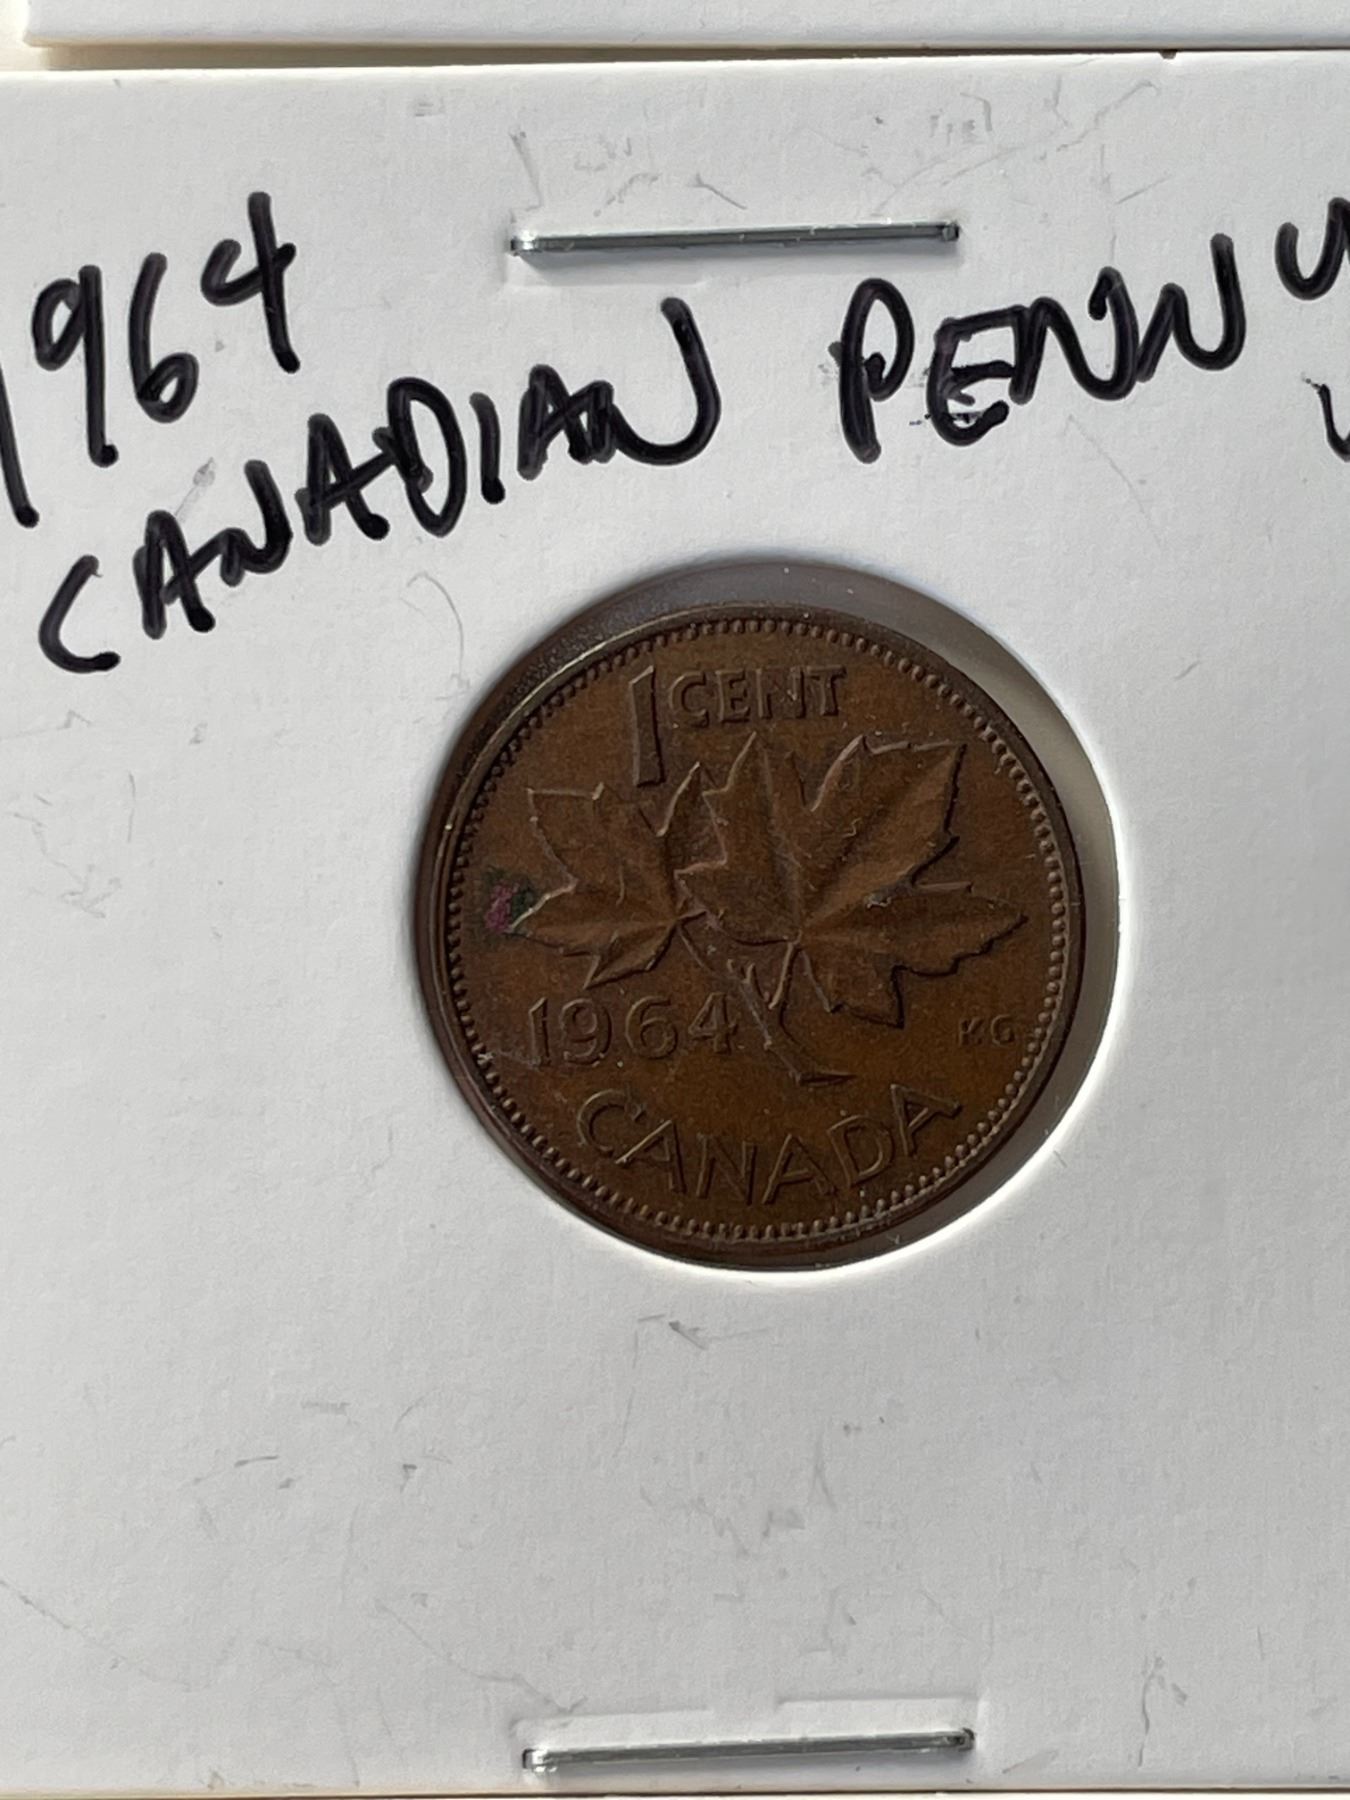 1964
CANADIAN PENNY
1 CENT
1964
KG
CANADA